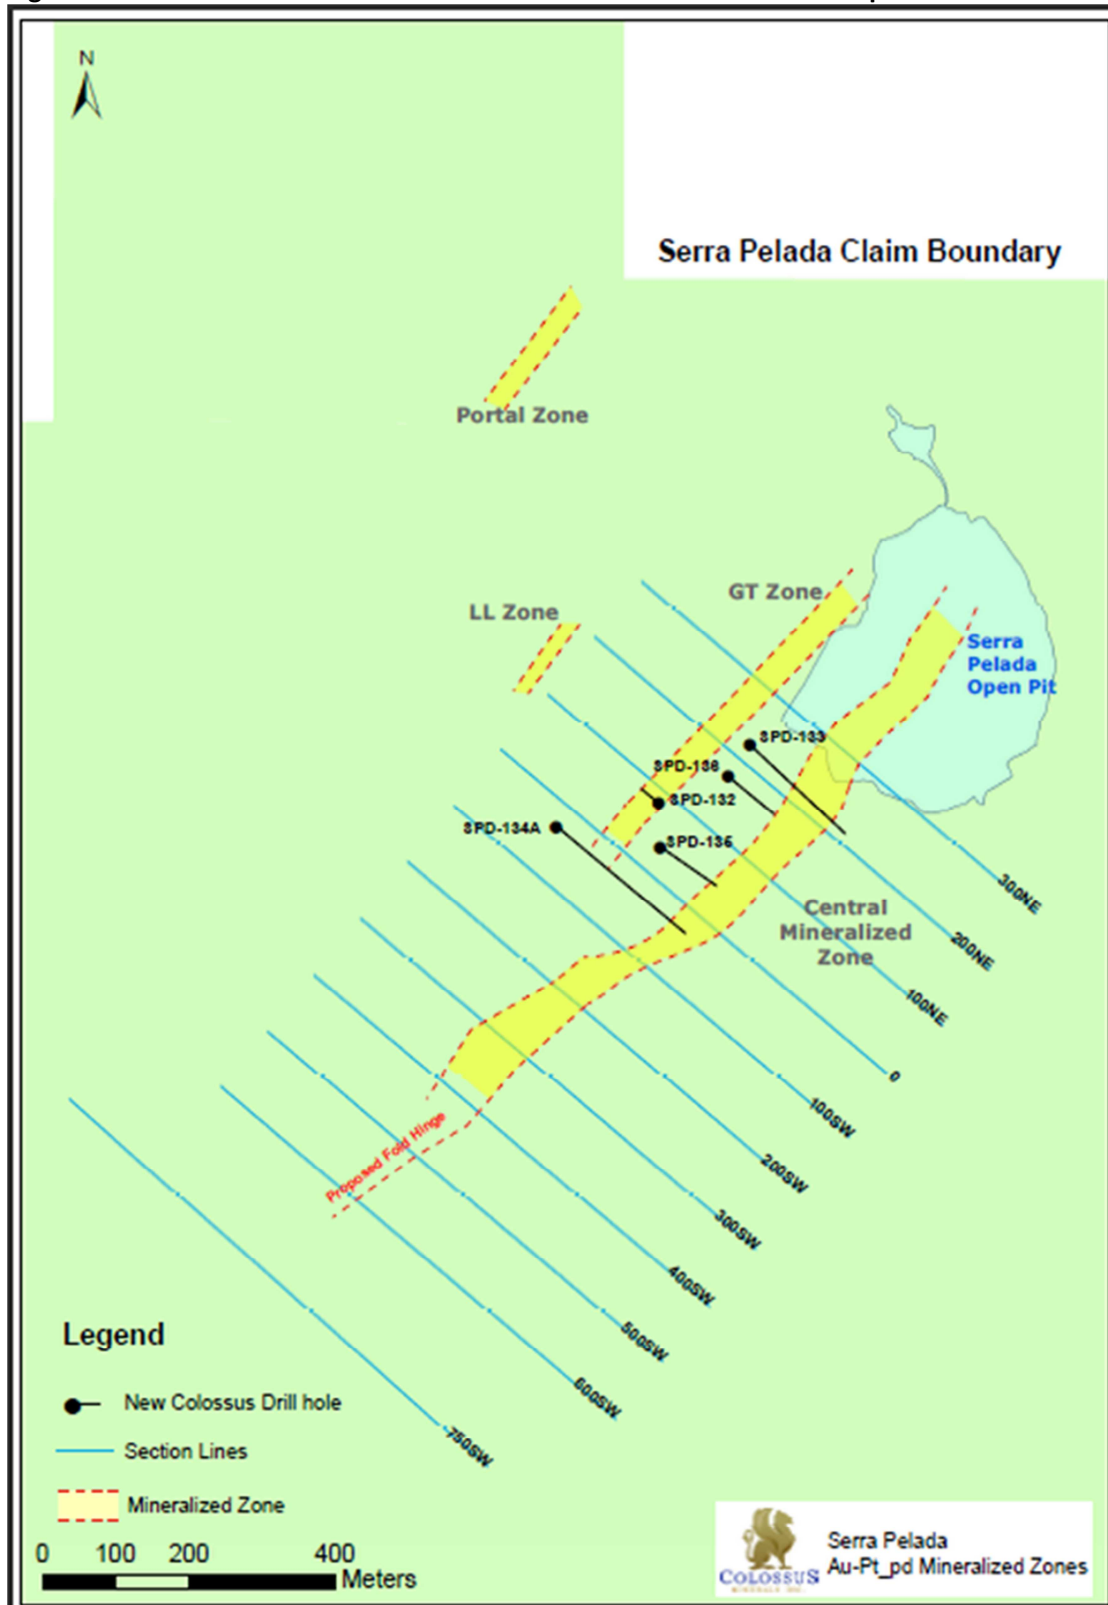 N
Serra Pelada Claim Boundary
Portal Zone
GT Zone
LL Zone
Serra
Pelada
Open Pit
SPD-133
SPD-136
SPD-132
SPD-134A
SPD-135
Central
Mineralized
Zone
300NE
200NE
100NE
0
100SW
200SW
300SW
400SW
500SW
600SW
750SW
Proposed Fold Hinge
Legend
New Colossus Drill hole
Section Lines
Mineralized Zone
0 100 200 400
Meters
COLOSSUS
MINERALS INC.
Serra Pelada
Au-Pt_pd Mineralized Zones